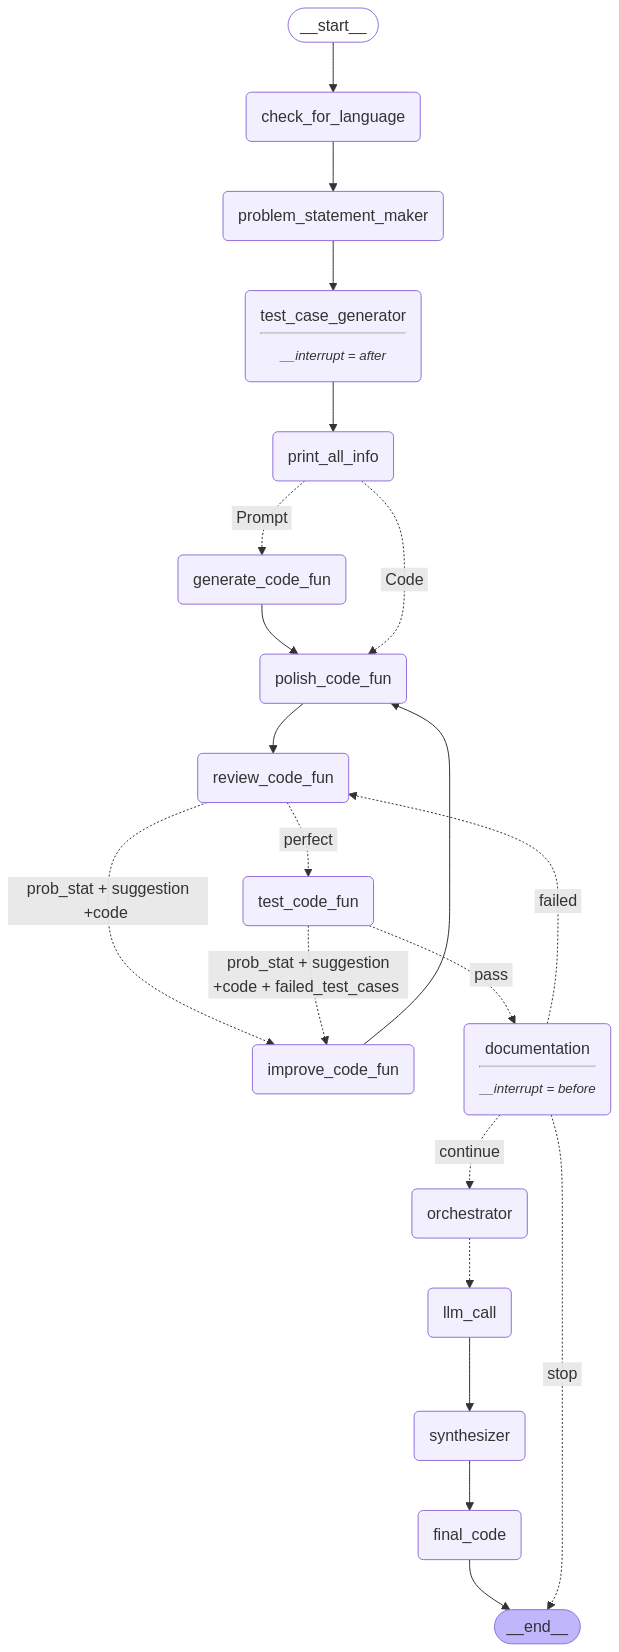 __start__
check_for_language
problem_statement_maker
test_case_generator
__interrupt = after
print_all_info
Prompt
generate_code_fun
Code
polish_code_fun
review_code_fun
perfect
prob_stat + suggestion
+code
test_code_fun
failed
prob_stat + suggestion
+code + failed_test_cases
pass
improve_code_fun
documentation
__interrupt = before
continue
orchestrator
llm_call
stop
synthesizer
final_code
__end__